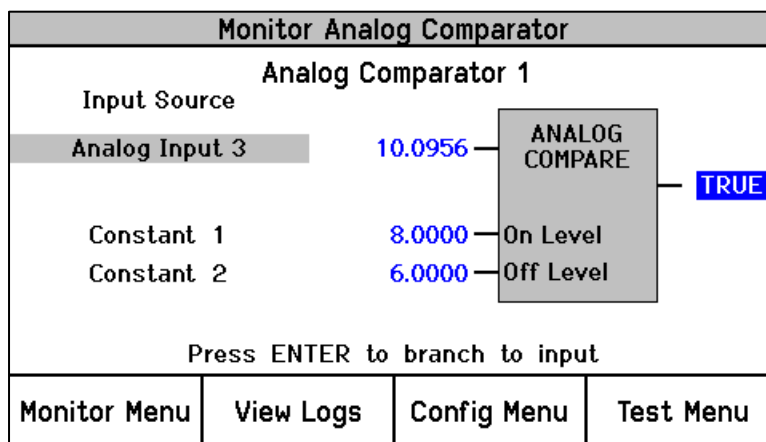 Monitor Analog Comparator
Analog Comparator 1
Input Source
Analog Input 3 10.0956 ANALOG COMPARE
TRUE
Constant 1 8.0000 On Level
Constant 2 6.0000 Off Level
Press ENTER to branch to input
Monitor Menu View Logs Config Menu Test Menu